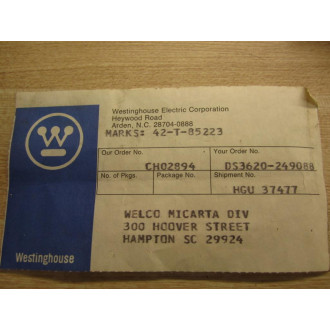 Westinghouse Electric Corporation
Heywood Road
Arden, N.C. 28704-0888
MARKS: 42-T-85223
Our Order No. Your Order No.
CH02894 DS3620-249088
No. of Pkgs. Package No. Shipment No.
HGU 37477
W
WELCO MICARTA DIV
300 HOOVER STREET
HAMPTON SC 29924
Westinghouse